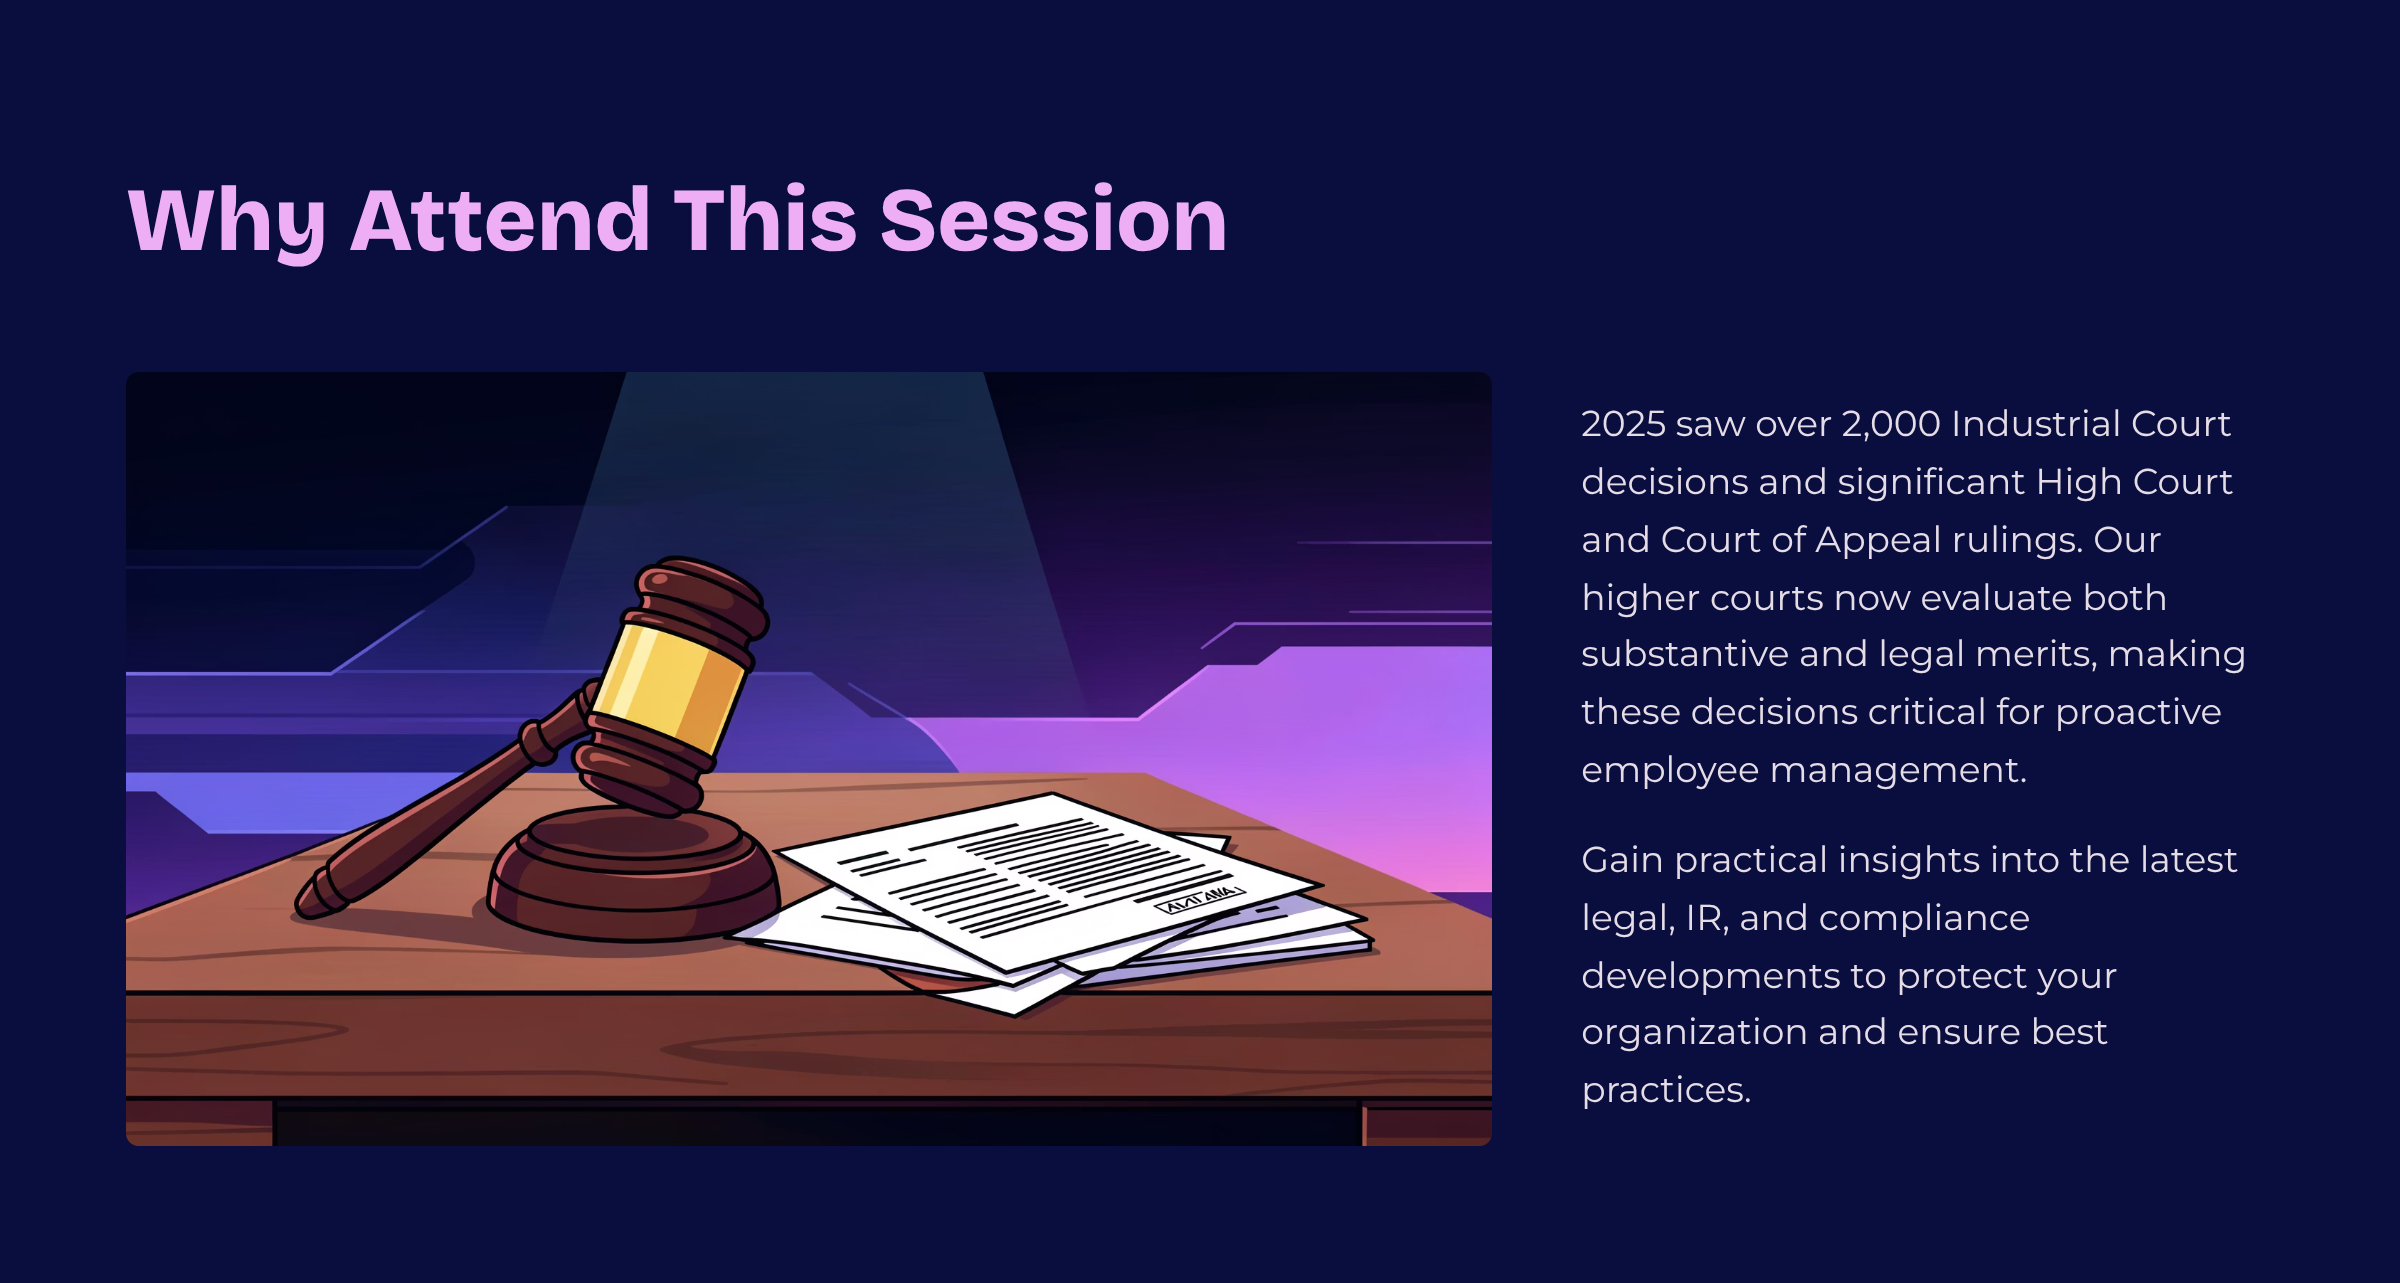 Why Attend This Session
2025 saw over 2,000 Industrial Court
decisions and significant High Court
and Court of Appeal rulings. Our
higher courts now evaluate both
substantive and legal merits, making
these decisions critical for proactive
employee management.
Gain practical insights into the latest
legal, IR, and compliance
developments to protect your
organization and ensure best
practices.